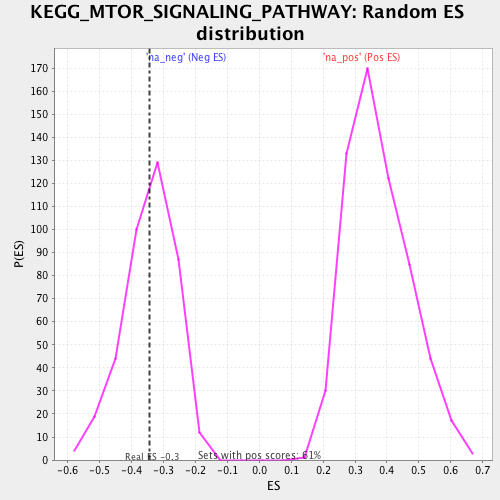 KEGG_MTOR_SIGNALING_PATHWAY: Random ES
distribution
'na_neg' (Neg ES)
'na_pos' (Pos ES)
170
160
150
140
130
120
110
100
90
80
70
60
50
40
30
20
10
0
P(ES)
Real ES -0.3
Sets with pos scores: 61%
-0.6 -0.5 -0.4 -0.3 -0.2 -0.1 0.0 0.1 0.2 0.3 0.4 0.5 0.6 0.7
ES